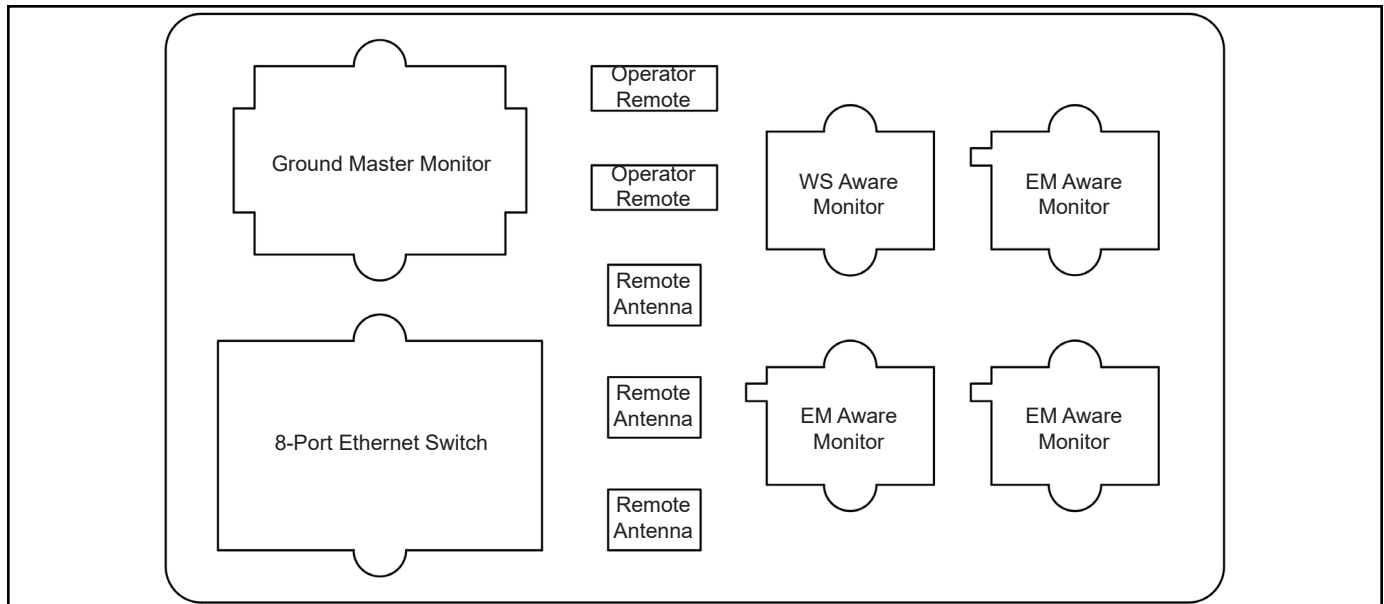 Ground Master Monitor
8-Port Ethernet Switch
Operator
Remote
Operator
Remote
Remote
Antenna
Remote
Antenna
Remote
Antenna
WS Aware
Monitor
EM Aware
Monitor
EM Aware
Monitor
EM Aware
Monitor